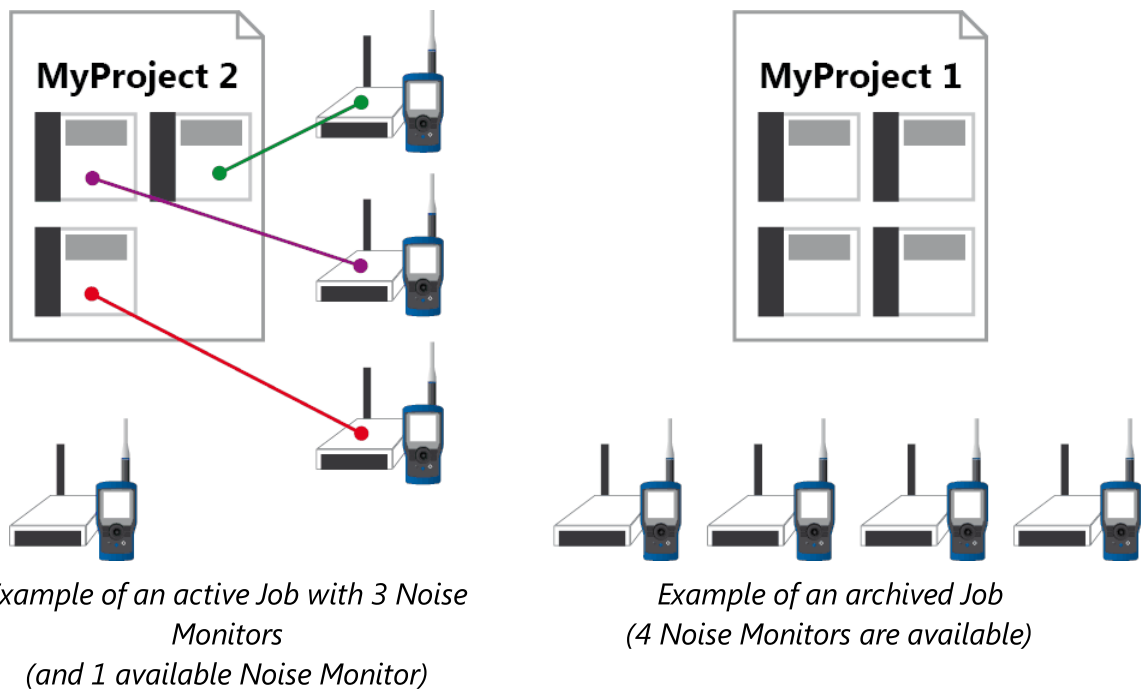 MyProject 2
MyProject 1
xample of an active Job with 3 Noise
Monitors
(and 1 available Noise Monitor)
Example of an archived Job
(4 Noise Monitors are available)